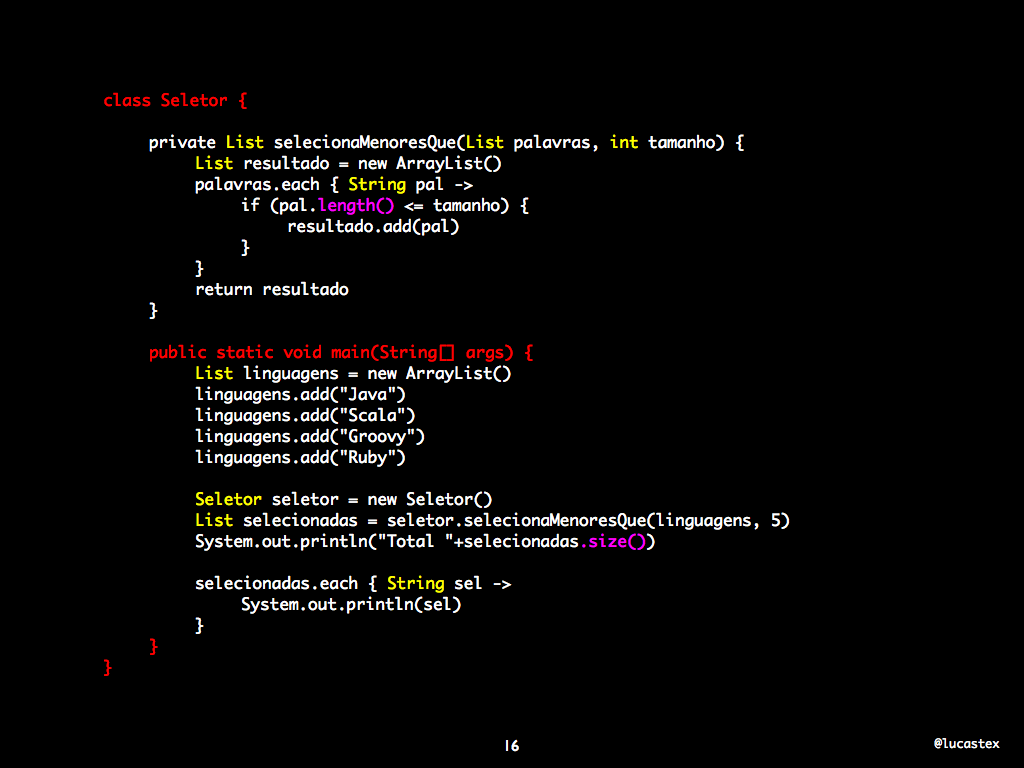 class Seletor {
private List selecionaMenoresQue(List palavras, int tamanho) {
List resultado = new ArrayList()
palavras.each { String pal ->
if (pal.length() <= tamanho) {
resultado.add(pal)
}
}
return resultado
}
public static void main(String[] args) {
List linguagens = new ArrayList()
linguagens.add("Java")
linguagens.add("Scala")
linguagens.add("Groovy")
linguagens.add("Ruby")
Seletor seletor = new Seletor()
List selecionadas = seletor.selecionaMenoresQue(linguagens, 5)
System.out.println("Total "+selecionadas.size())
selecionadas.each { String sel ->
System.out.println(sel)
}
}
}
16
@lucastex